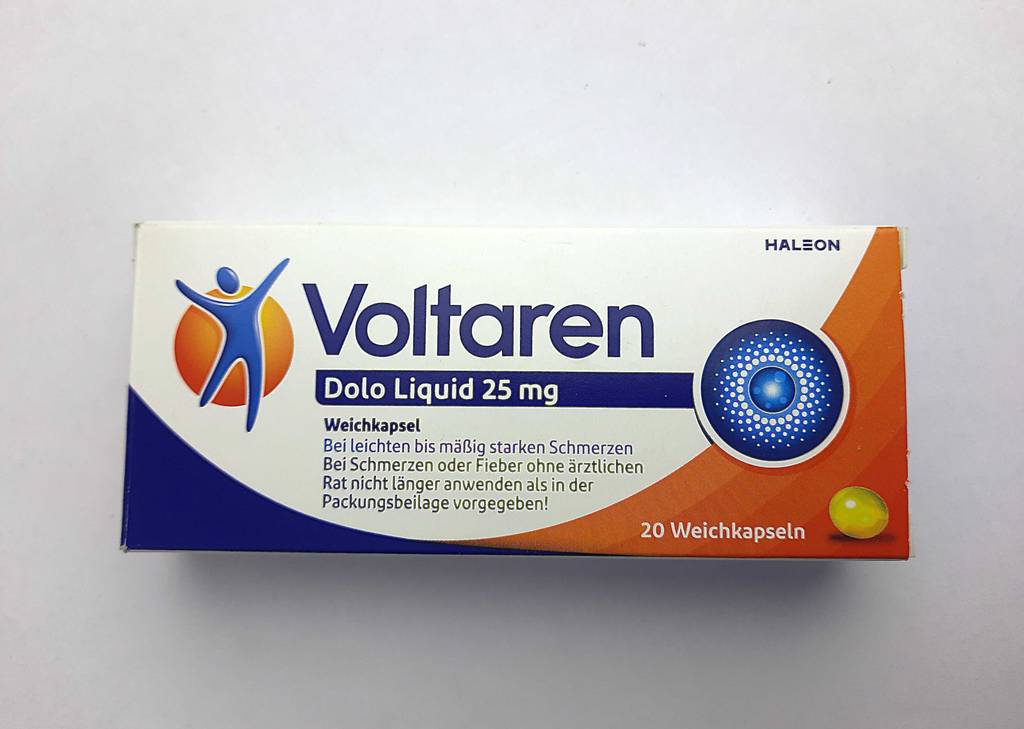 HALEON
Voltaren
Dolo Liquid 25 mg
Weichkapsel
Bei leichten bis mäßig starken Schmerzen
Bei Schmerzen oder Fieber ohne ärztlichen
Rat nicht länger anwenden als in der
Packungsbeilage vorgegeben!
20 Weichkapseln